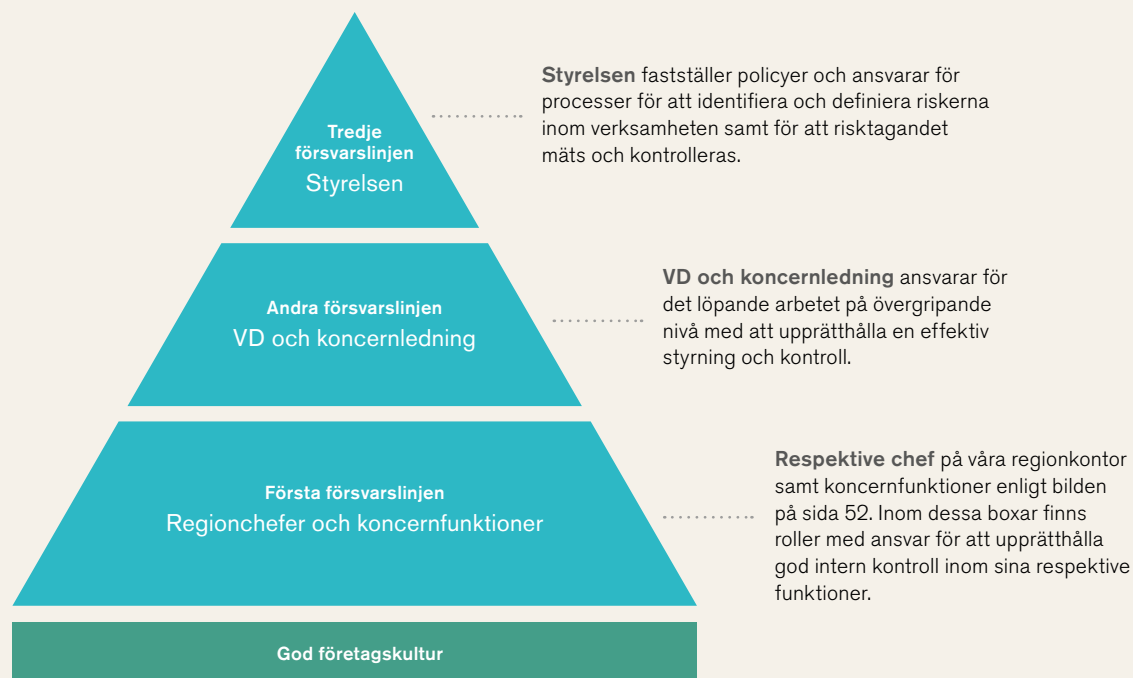 Tredje
försvarslinjen
Styrelsen
Styrelsen fastställer policyer och ansvarar för
processer för att identifiera och definiera riskerna
inom verksamheten samt för att risktagandet
mäts och kontrolleras.
Andra försvarslinjen
VD och koncernledning
VD och koncernledning ansvarar för
det löpande arbetet på övergripande
nivå med att upprätthålla en effektiv
styrning och kontroll.
Första försvarslinjen
Regionchefer och koncernfunktioner
Respektive chef på våra regionkontor
samt koncernfunktioner enligt bilden
på sida 52. Inom dessa boxar finns
roller med ansvar för att upprätthålla
god intern kontroll inom sina respektive
funktioner.
God företagskultur